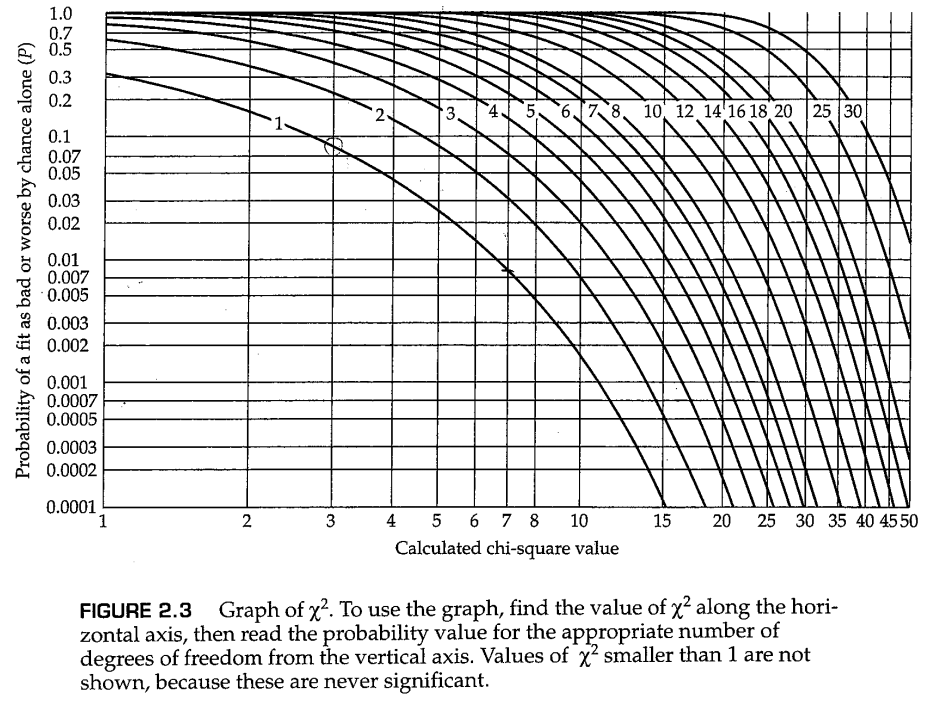 Probability of a fit as bad or worse by chance alone (P)
1.0
0.7
0.5
0.3
0.2
0.1
0.07
0.05
0.03
0.02
0.01
0.007
0.005
0.003
0.002
0.001
0.0007
0.0005
0.0003
0.0002
0.0001
1 2 3 4 5 6 7 8 10 12 14 16 18 20 25 30
1 2 3 4 5 6 7 8 10 15 20 25 30 35 40 45 50
Calculated chi-square value
FIGURE 2.3 Graph of χ². To use the graph, find the value of χ² along the hori-
zontal axis, then read the probability value for the appropriate number of
degrees of freedom from the vertical axis. Values of χ² smaller than 1 are not
shown, because these are never significant.